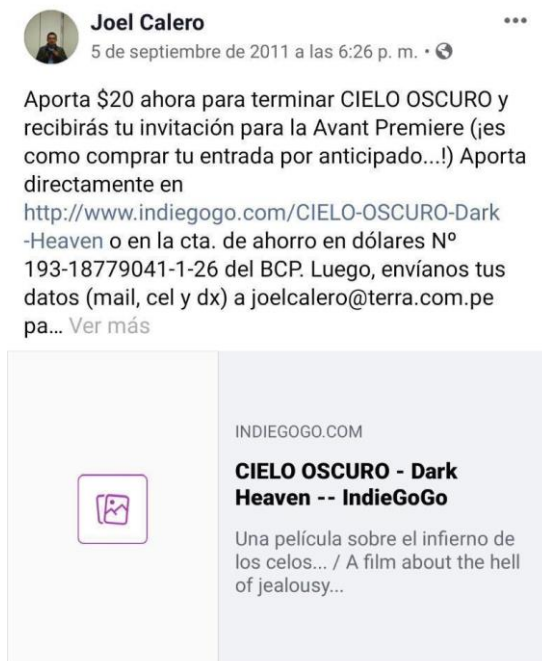 Joel Calero
5 de septiembre de 2011 a las 6:26 p. m. •
Aporta $20 ahora para terminar CIELO OSCURO y
recibirás tu invitación para la Avant Premiere (¡es
como comprar tu entrada por anticipado...!) Aporta
directamente en
http://www.indiegogo.com/CIELO-OSCURO-Dark
-Heaven o en la cta. de ahorro en dólares Nº
193-18779041-1-26 del BCP. Luego, envíanos tus
datos (mail, cel y dx) a joelcalero@terra.com.pe
pa... Ver más
INDIEGOGO.COM
CIELO OSCURO - Dark
Heaven -- IndieGoGo
Una película sobre el infierno de
los celos... / A film about the hell
of jealousy...